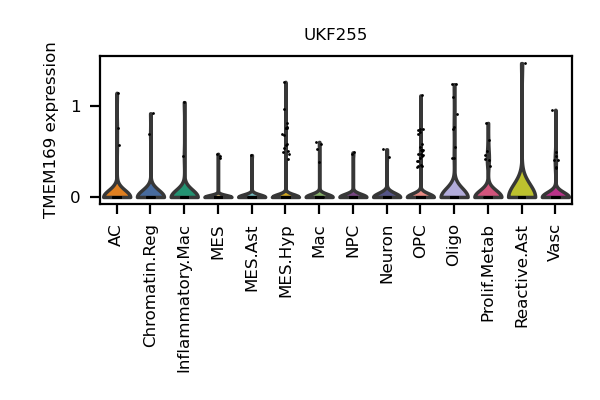 UKF255
TMEM169 expression
1
0
AC
Chromatin.Reg
Inflammatory.Mac
MES
MES.Ast
MES.Hyp
Mac
NPC
Neuron
OPC
Oligo
Prolif.Metab
Reactive.Ast
Vasc